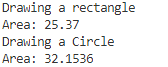 Drawing a rectangle
Area: 25.37
Drawing a Circle
Area: 32.1536